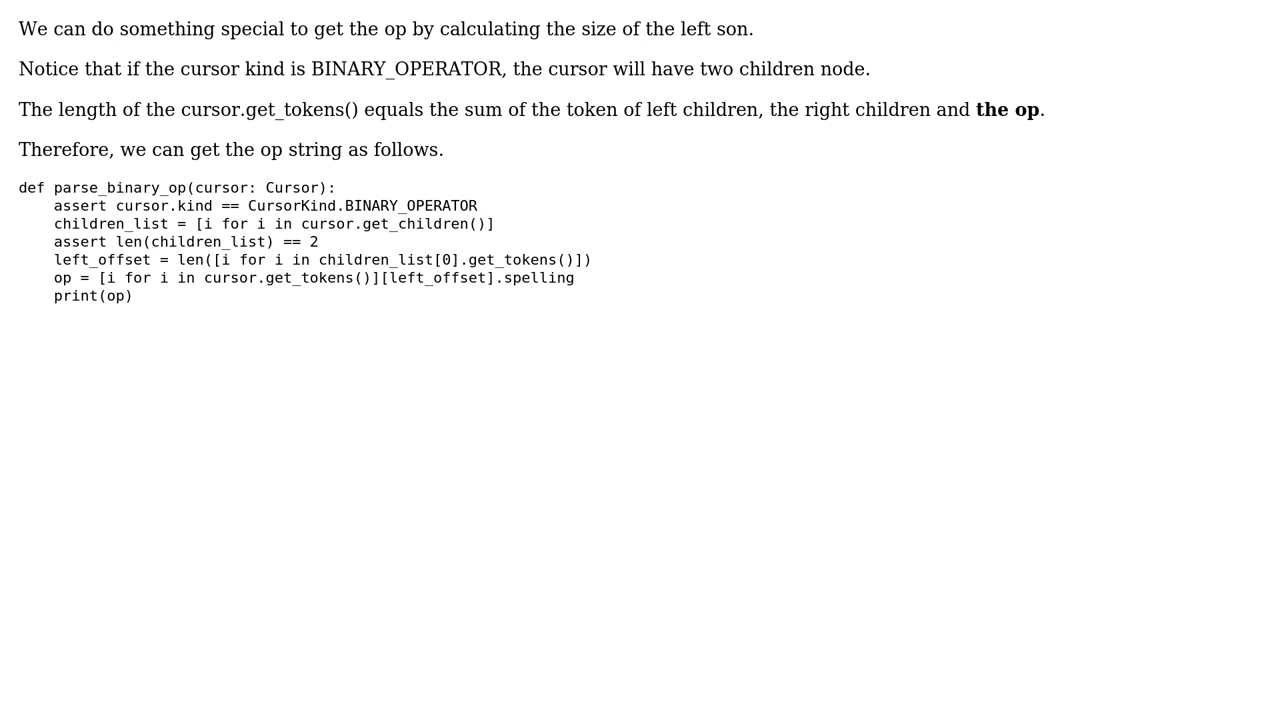 We can do something special to get the op by calculating the size of the left son.
Notice that if the cursor kind is BINARY_OPERATOR, the cursor will have two children node.
The length of the cursor.get_tokens() equals the sum of the token of left children, the right children and the op.
Therefore, we can get the op string as follows.
def parse_binary_op(cursor: Cursor):
    assert cursor.kind == CursorKind.BINARY_OPERATOR
    children_list = [i for i in cursor.get_children()]
    assert len(children_list) == 2
    left_offset = len([i for i in children_list[0].get_tokens()])
    op = [i for i in cursor.get_tokens()][left_offset].spelling
    print(op)